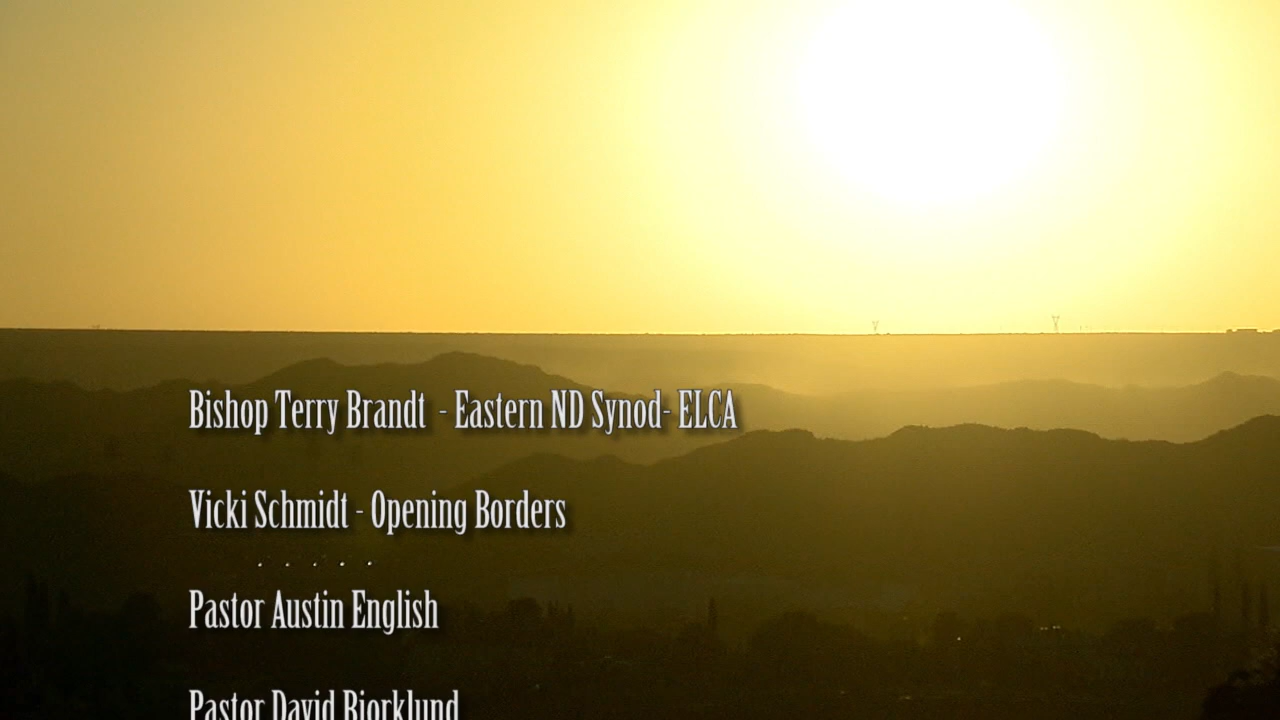 Bishop Terry Brandt - Eastern ND Synod- ELCA
Vicki Schmidt - Opening Borders
. . . . .
Pastor Austin English
Pastor David Bjorklund